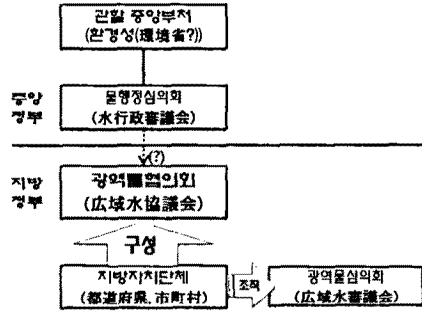 관할 중앙부처
(환경성(環境省?))
중앙
정부
물행정심의회
(水行政審議会)
(?)
지방
정부
광역물협의회
(広域水協議会)
구성
지방자치단체
(都道府県, 市町村)
조직
광역물심의회
(広域水審議会)